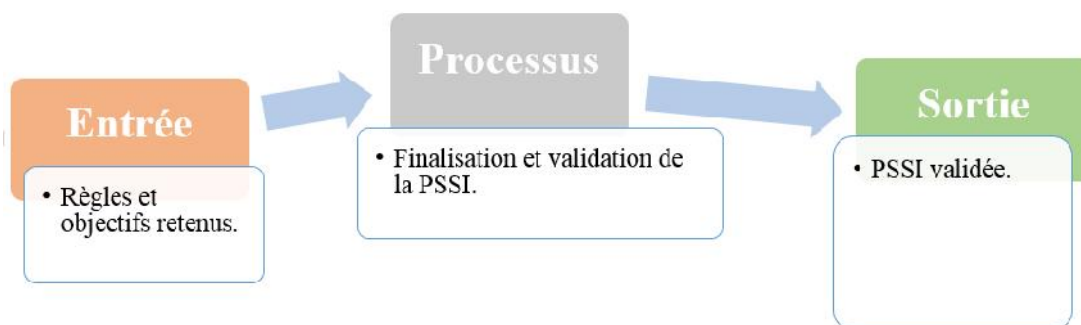 Entrée
• Règles et
objectifs retenus.
Processus
• Finalisation et validation de
la PSSI.
Sortie
• PSSI validée.